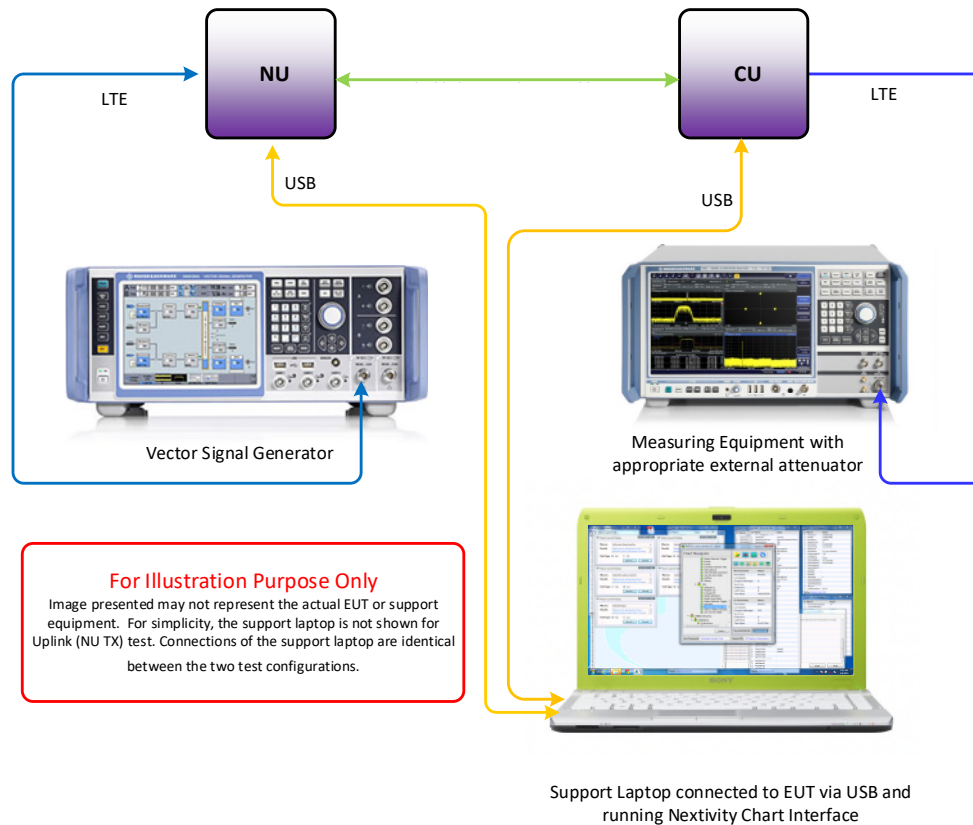 NU
CU
LTE
LTE
USB
USB
Vector Signal Generator
Measuring Equipment with
appropriate external attenuator
For Illustration Purpose Only
Image presented may not represent the actual EUT or support
equipment. For simplicity, the support laptop is not shown for
Uplink (NU TX) test. Connections of the support laptop are identical
between the two test configurations.
SONY
Support Laptop connected to EUT via USB and
running Nextivity Chart Interface